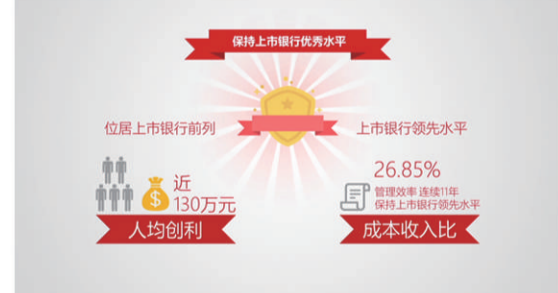 保持上市银行优秀水平
位居上市银行前列
上市银行领先水平
近
130万元
人均创利
26.85%
管理效率 连续11年
保持上市银行领先水平
成本收入比